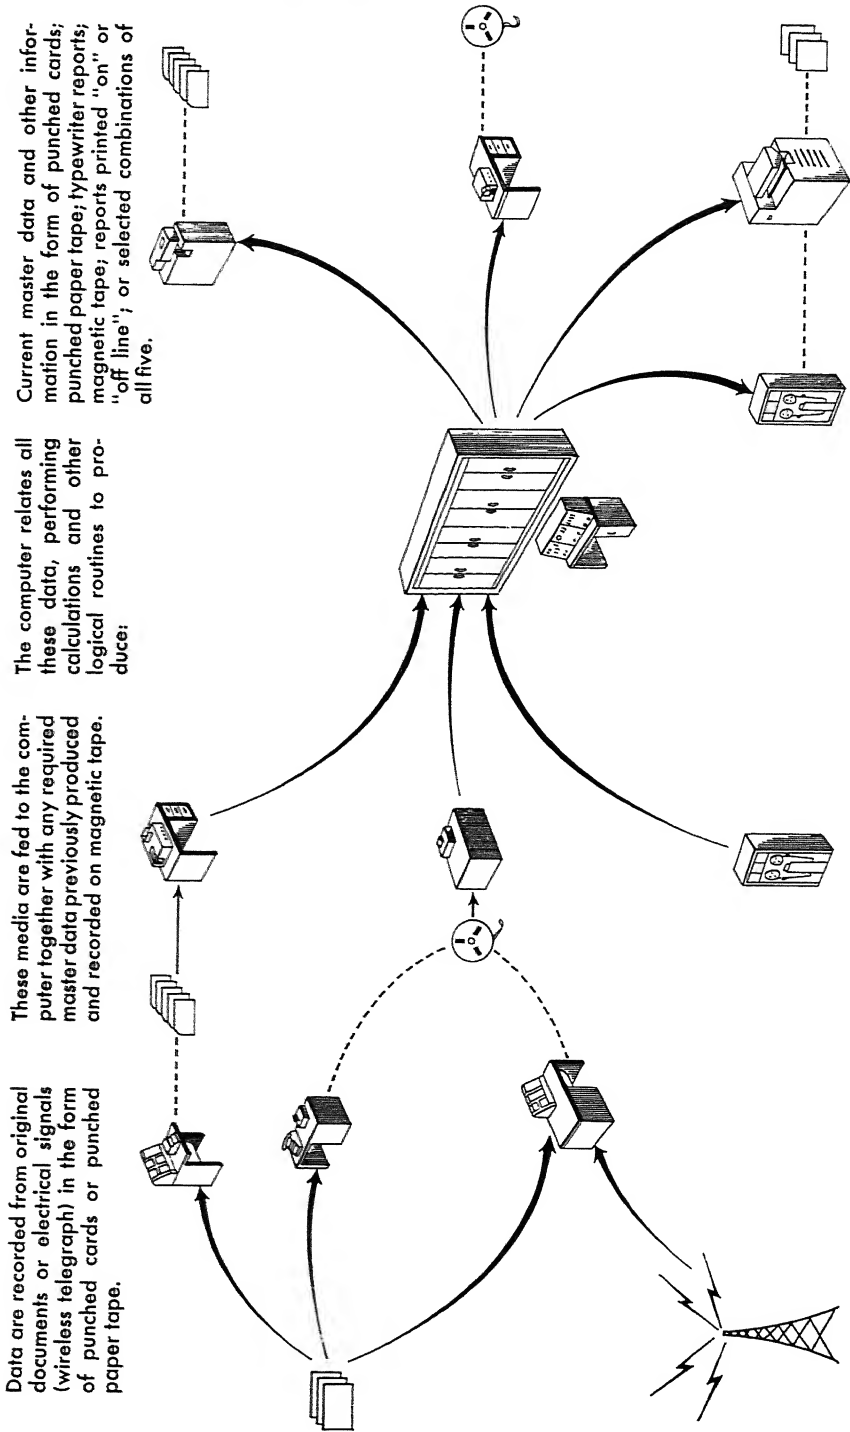 Data are recorded from original
documents or electrical signals
(wireless telegraph) in the form
of punched cards or punched
paper tape.
These media are fed to the com-
puter together with any required
master data previously produced
and recorded on magnetic tape.
The computer relates all
these data, performing
calculations and other
logical routines to pro-
duce:
Current master data and other infor-
mation in the form of punched cards;
punched paper tape; typewriter reports;
magnetic tape; reports printed "on" or
"off line"; or selected combinations of
all five.